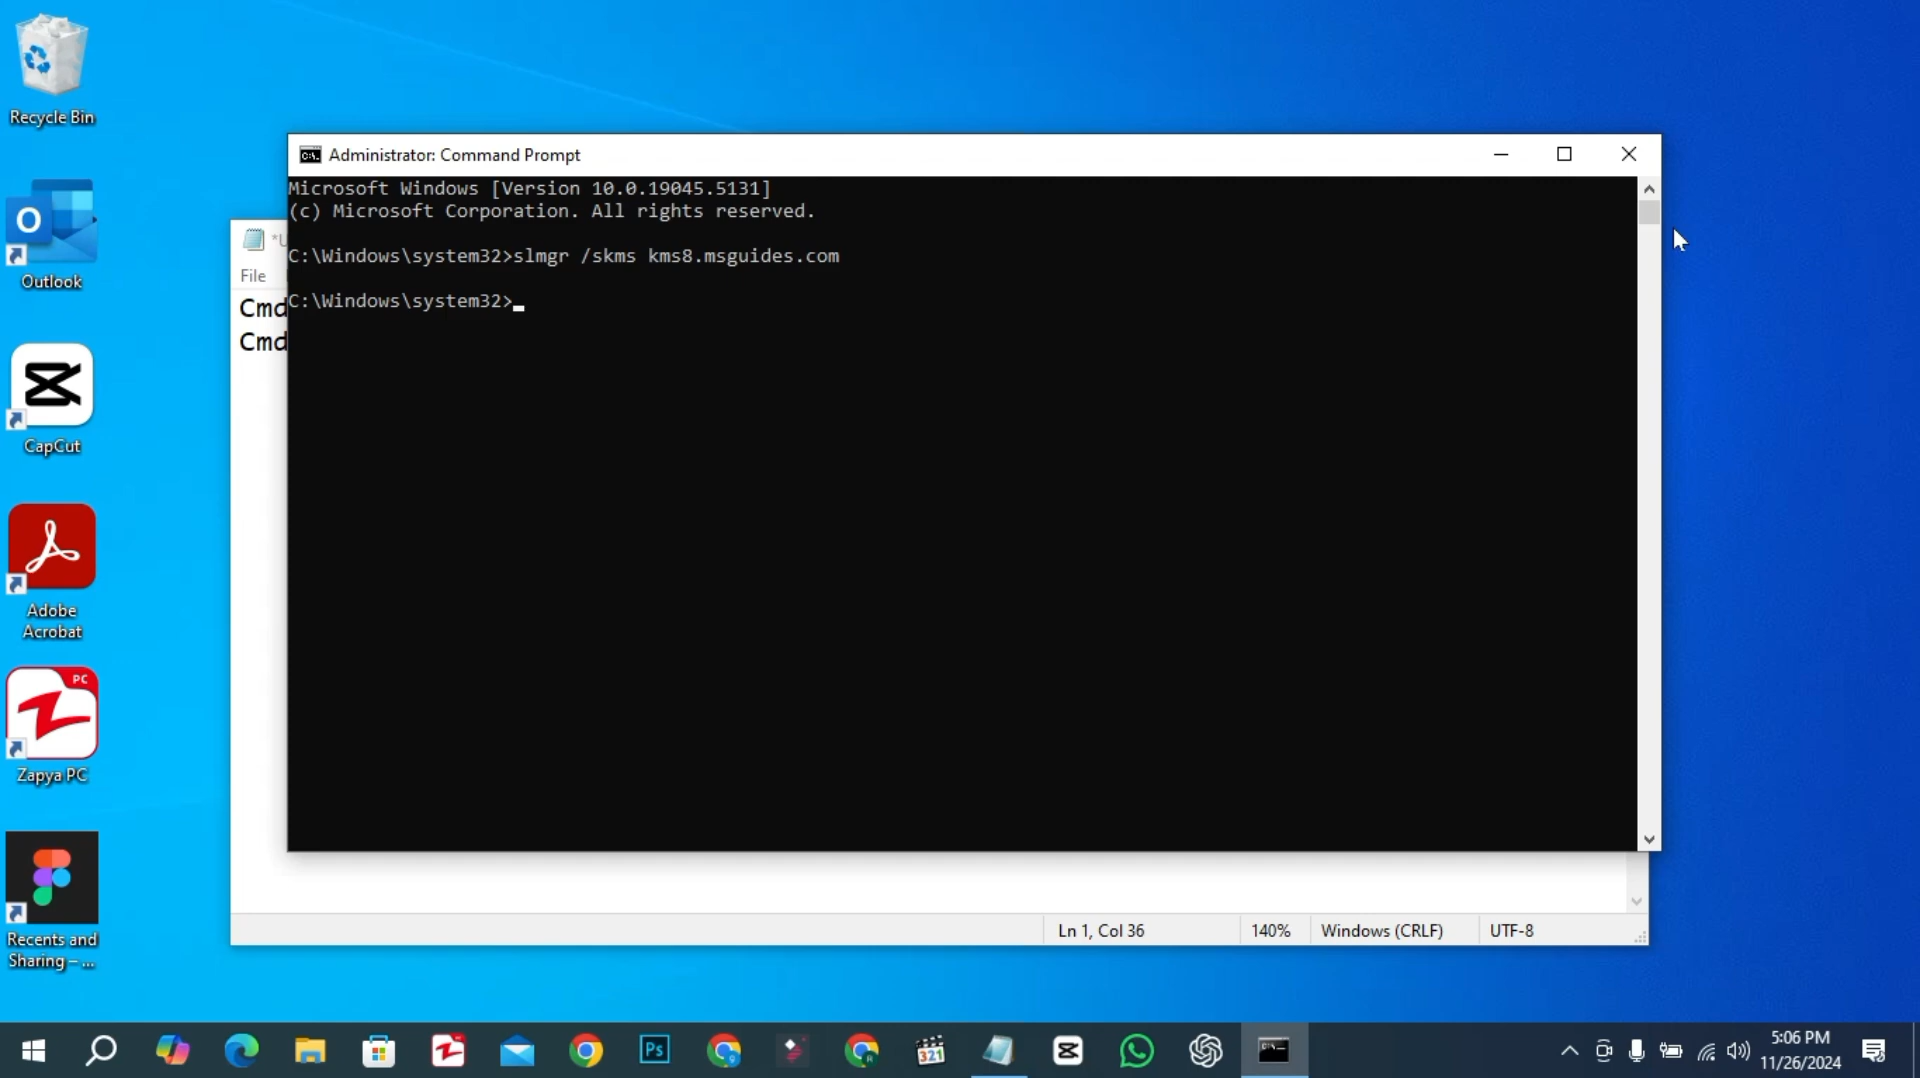 Recycle Bin
Outlook
CapCut
Adobe
Acrobat
PC
Zapya PC
Recents and
Sharing – ...
Administrator: Command Prompt
Microsoft Windows [Version 10.0.19045.5131]
(c) Microsoft Corporation. All rights reserved.
C:\Windows\system32>slmgr /skms kms8.msguides.com
C:\Windows\system32>
File
Cmd
Cmd
Ln 1, Col 36
140%
Windows (CRLF)
UTF-8
Ps
321
5:06 PM
11/26/2024